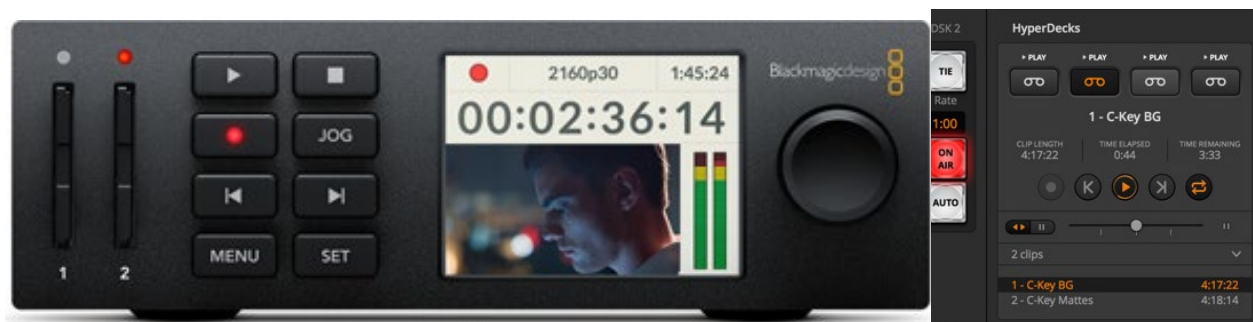 2160p30 1:45:24
Blackmagicdesign
00:02:36:14
JOG
MENU SET
1 2
DSK 2
TIE
Rate
1:00
ON
AIR
AUTO
HyperDecks
PLAY PLAY PLAY PLAY
1 - C-Key BG
CLIP LENGTH TIME ELAPSED TIME REMAINING
4:17:22 0:44 3:33
2 clips
1 - C-Key BG 4:17:22
2 - C-Key Mattes 4:18:14